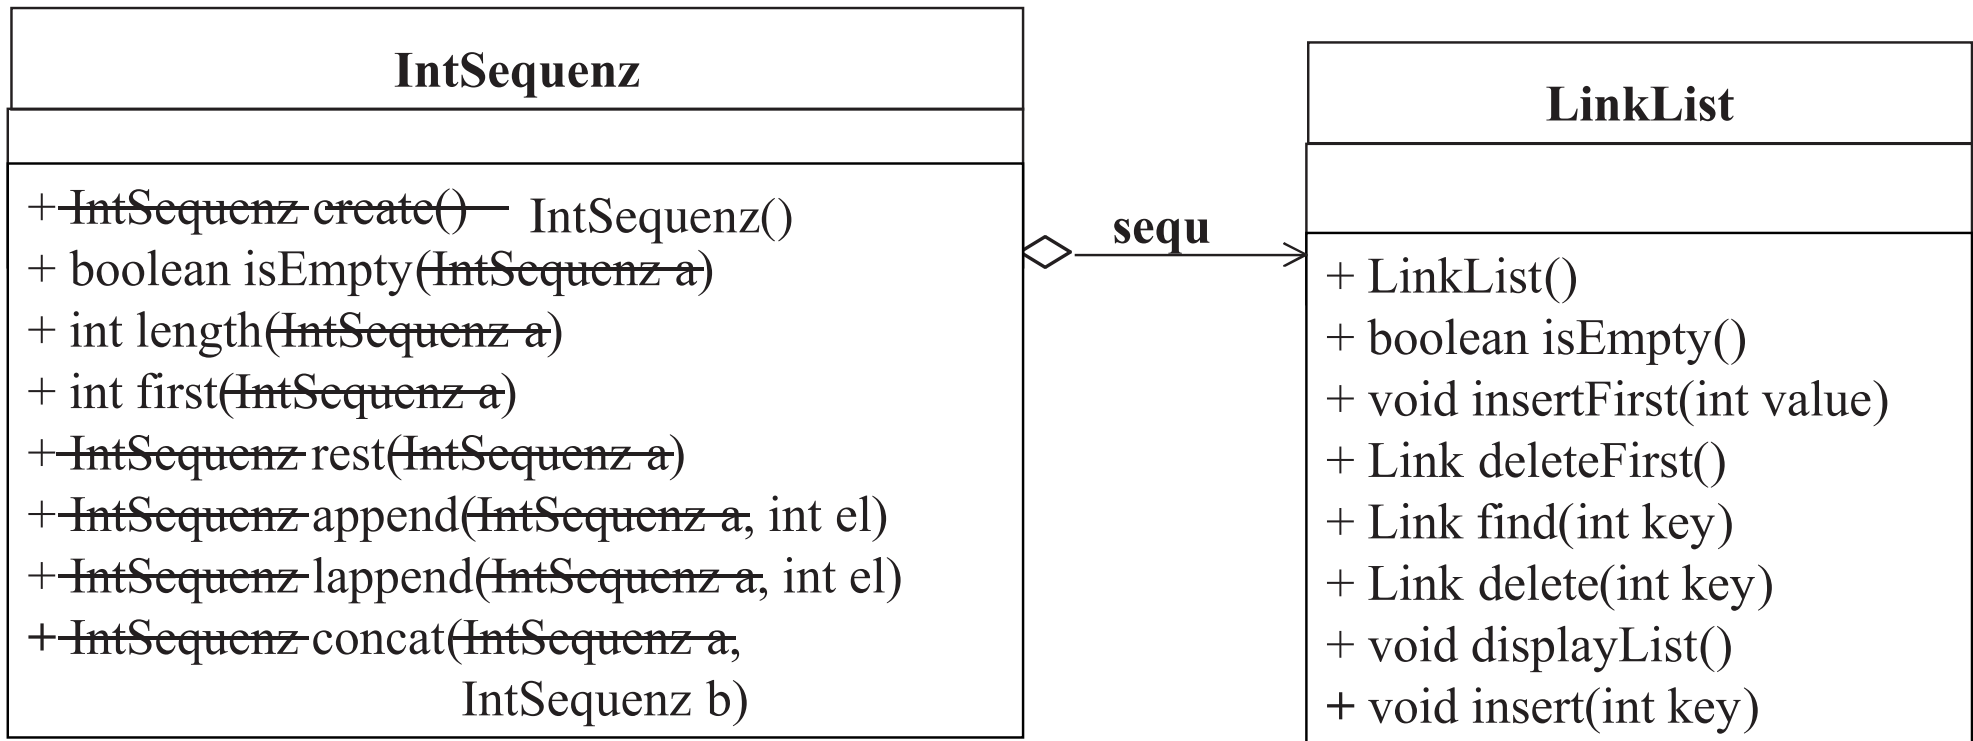 IntSequenz
+ IntSequenz create() IntSequenz()
+ boolean isEmpty(IntSequenz a)
+ int length(IntSequenz a)
+ int first(IntSequenz a)
+ IntSequenz rest(IntSequenz a)
+ IntSequenz append(IntSequenz a, int el)
+ IntSequenz lappend(IntSequenz a, int el)
+ IntSequenz concat(IntSequenz a,
IntSequenz b)
sequ
LinkList
+ LinkList()
+ boolean isEmpty()
+ void insertFirst(int value)
+ Link deleteFirst()
+ Link find(int key)
+ Link delete(int key)
+ void displayList()
+ void insert(int key)